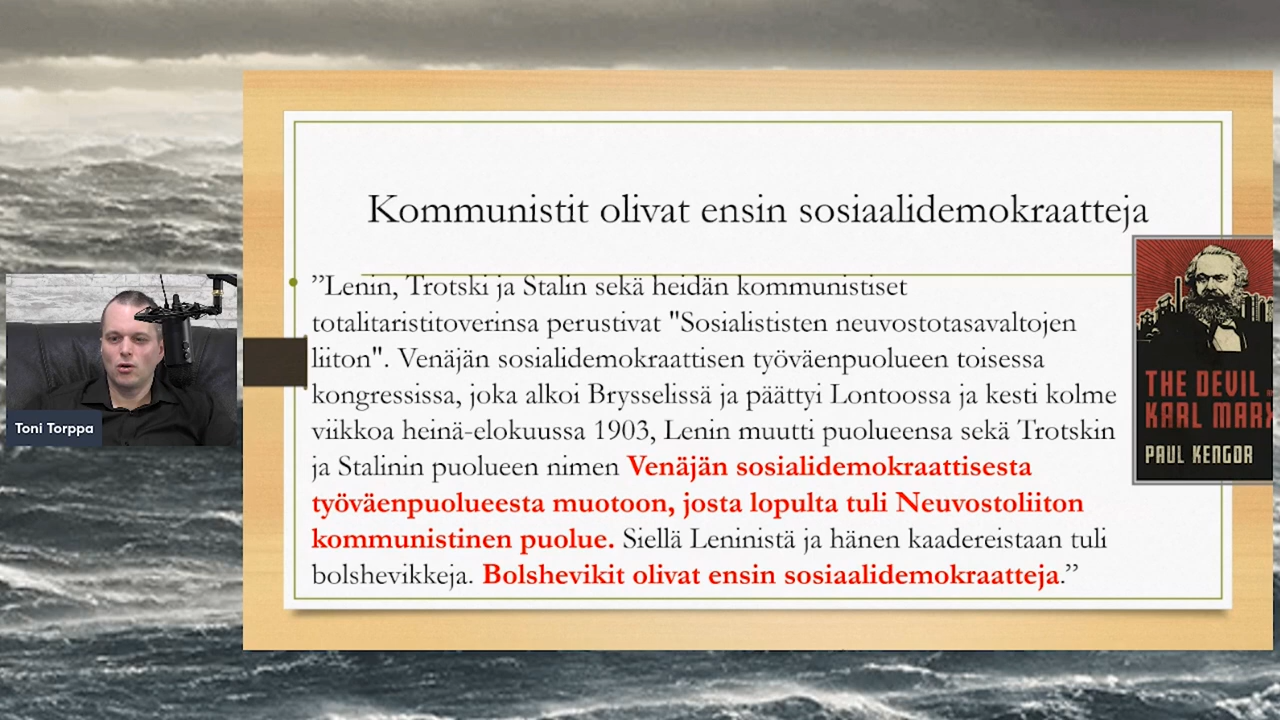 Kommunistit olivat ensin sosiaalidemokraatteja
”Lenin, Trotski ja Stalin sekä heidän kommunistiset
totalitaristitoverinsa perustivat "Sosialististen neuvostotasavaltojen
liiton". Venäjän sosialidemokraattisen työväenpuolueen toisessa
kongressissa, joka alkoi Brysselissä ja päättyi Lontoossa ja kesti kolme
viikkoa heinä-elokuussa 1903, Lenin muutti puolueensa sekä Trotskin
ja Stalinin puolueen nimen Venäjän sosialidemokraattisesta
työväenpuolueesta muotoon, josta lopulta tuli Neuvostoliiton
kommunistinen puolue. Siellä Leninistä ja hänen kaadereistaan tuli
bolshevikkeja. Bolshevikit olivat ensin sosiaalidemokraatteja.”
THE DEVIL
KARL MARX
PAUL KENGOR
Toni Torppa